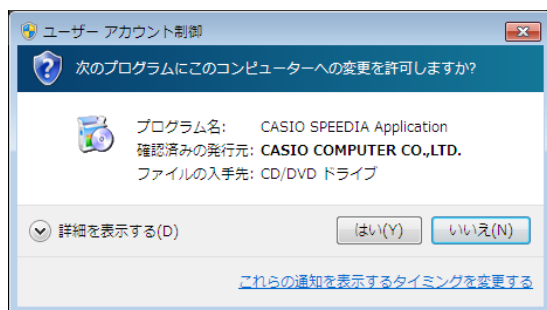 ユーザー アカウント制御
次のプログラムにこのコンピューターへの変更を許可しますか?
プログラム名: CASIO SPEEDIA Application
確認済みの発行元: CASIO COMPUTER CO.,LTD.
ファイルの入手先: CD/DVD ドライブ
詳細を表示する(D) はい(Y) いいえ(N)
これらの通知を表示するタイミングを変更する